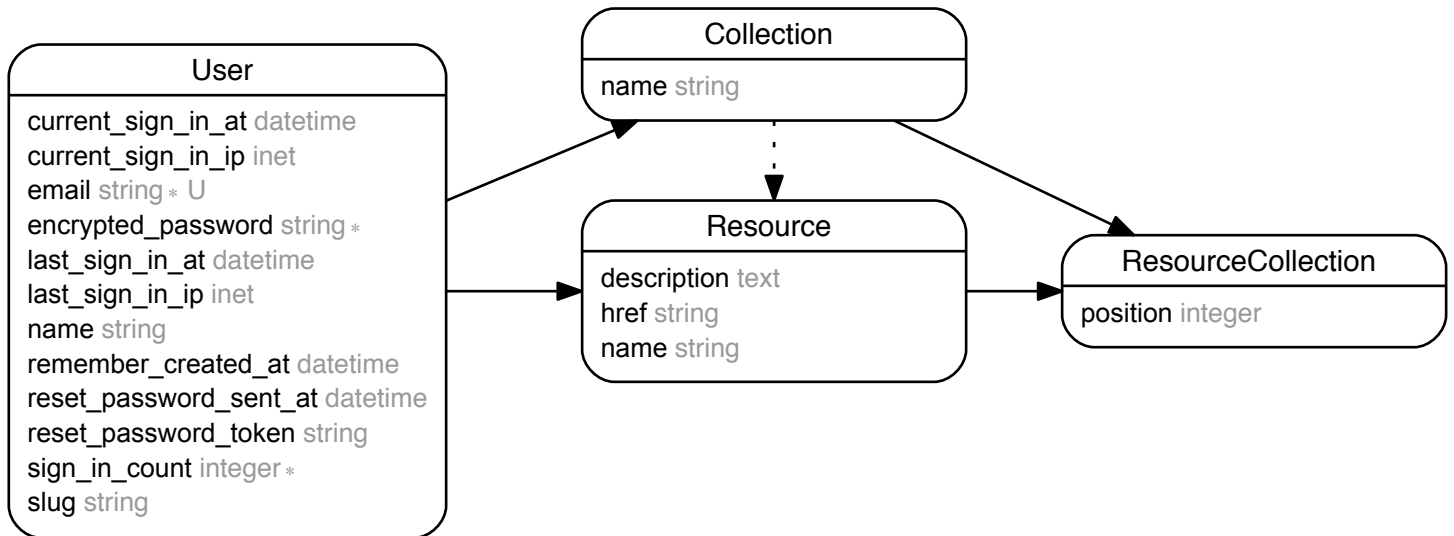 User
current_sign_in_at datetime
current_sign_in_ip inet
email string * U
encrypted_password string *
last_sign_in_at datetime
last_sign_in_ip inet
name string
remember_created_at datetime
reset_password_sent_at datetime
reset_password_token string
sign_in_count integer *
slug string
Collection
name string
Resource
description text
href string
name string
ResourceCollection
position integer